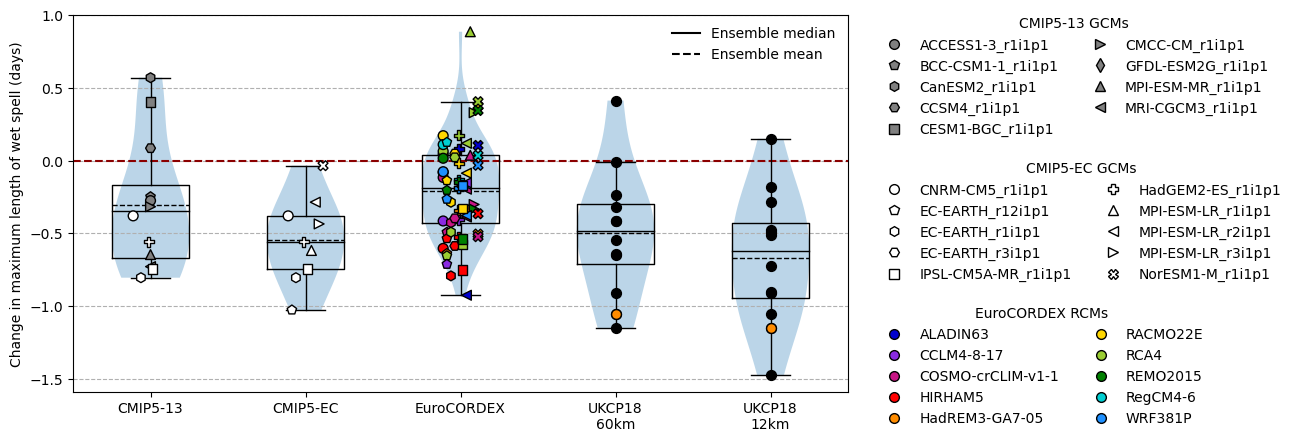 Change in maximum length of wet spell (days)
1.0
0.5
0.0
−0.5
−1.0
−1.5
CMIP5-13
CMIP5-EC
EuroCORDEX
UKCP18
60km
UKCP18
12km
Ensemble median
Ensemble mean
CMIP5-13 GCMs
ACCESS1-3_r1i1p1
BCC-CSM1-1_r1i1p1
CanESM2_r1i1p1
CCSM4_r1i1p1
CESM1-BGC_r1i1p1
CMCC-CM_r1i1p1
GFDL-ESM2G_r1i1p1
MPI-ESM-MR_r1i1p1
MRI-CGCM3_r1i1p1
CMIP5-EC GCMs
CNRM-CM5_r1i1p1
EC-EARTH_r12i1p1
EC-EARTH_r1i1p1
EC-EARTH_r3i1p1
IPSL-CM5A-MR_r1i1p1
HadGEM2-ES_r1i1p1
MPI-ESM-LR_r1i1p1
MPI-ESM-LR_r2i1p1
MPI-ESM-LR_r3i1p1
NorESM1-M_r1i1p1
EuroCORDEX RCMs
ALADIN63
CCLM4-8-17
COSMO-crCLIM-v1-1
HIRHAM5
HadREM3-GA7-05
RACMO22E
RCA4
REMO2015
RegCM4-6
WRF381P